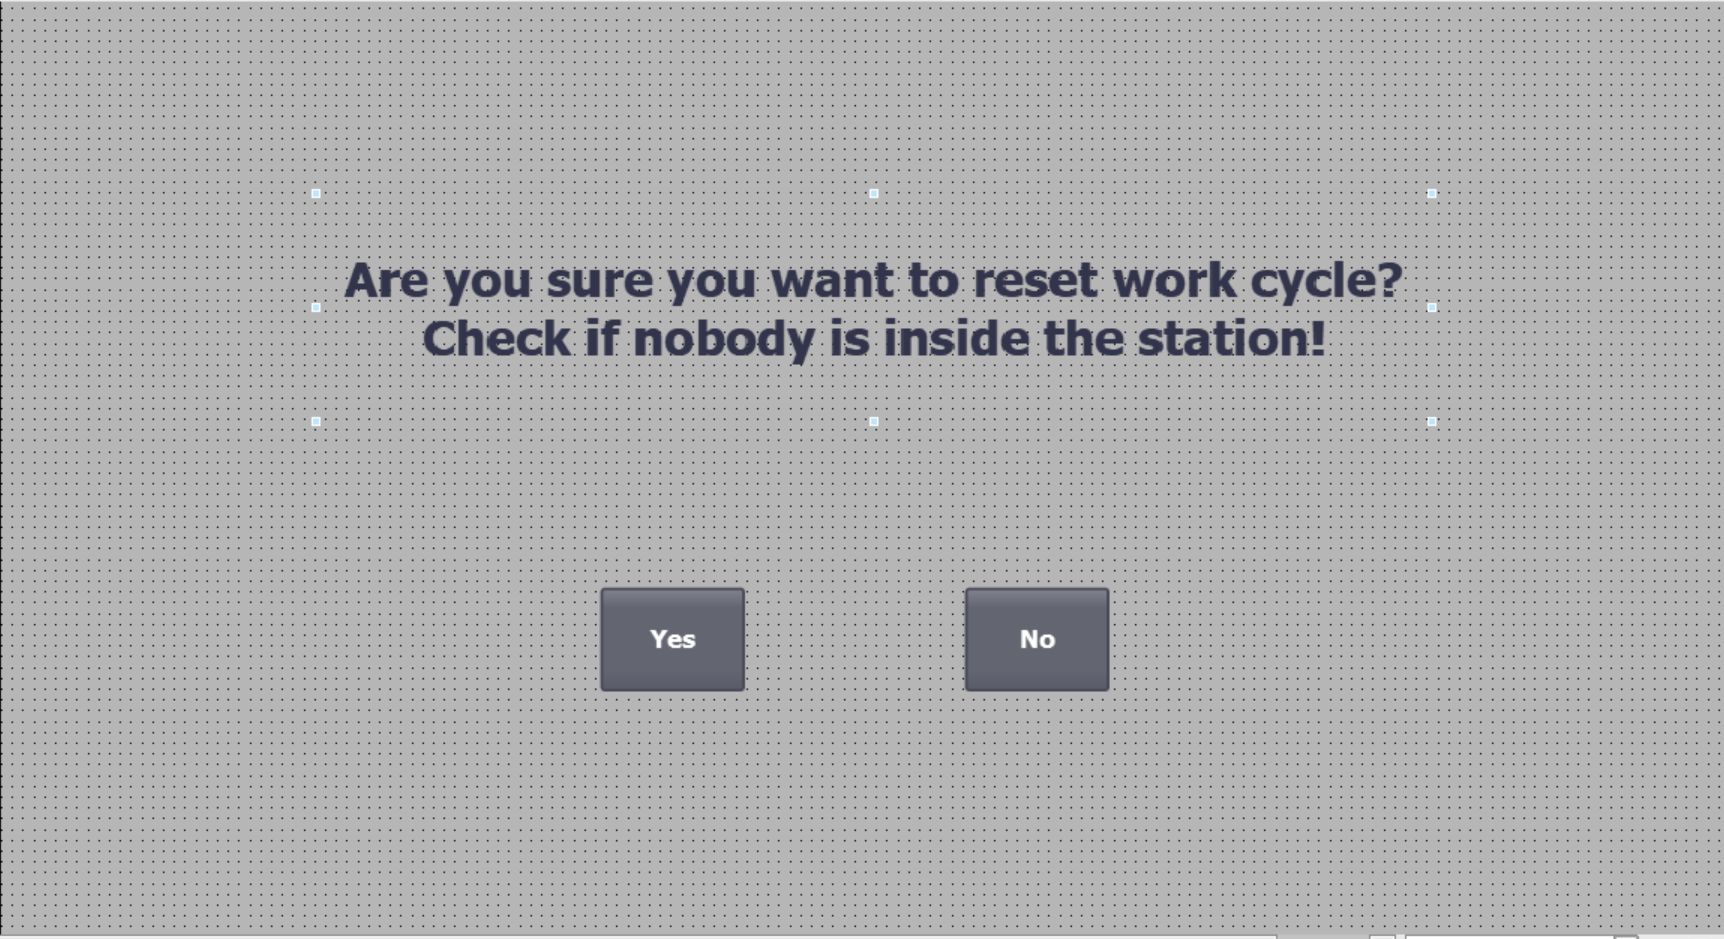 Are you sure you want to reset work cycle?
Check if nobody is inside the station!
Yes
No